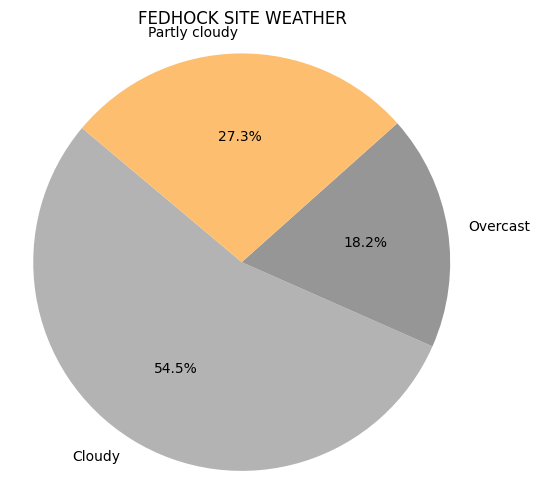 FEDHOCK SITE WEATHER
Partly cloudy
27.3%
Overcast
18.2%
54.5%
Cloudy